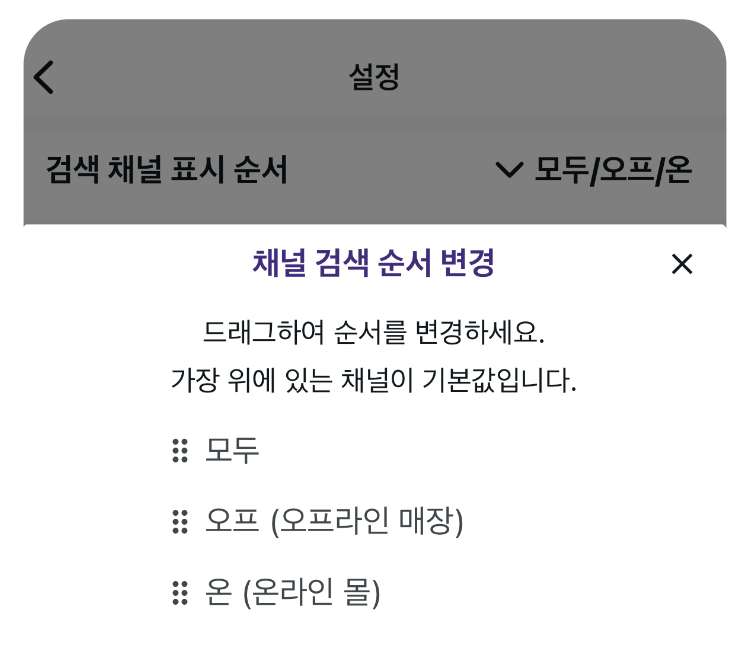 설정
검색 채널 표시 순서 모두/오프/온
채널 검색 순서 변경
드래그하여 순서를 변경하세요.
가장 위에 있는 채널이 기본값입니다.
모두
오프 (오프라인 매장)
온 (온라인 몰)